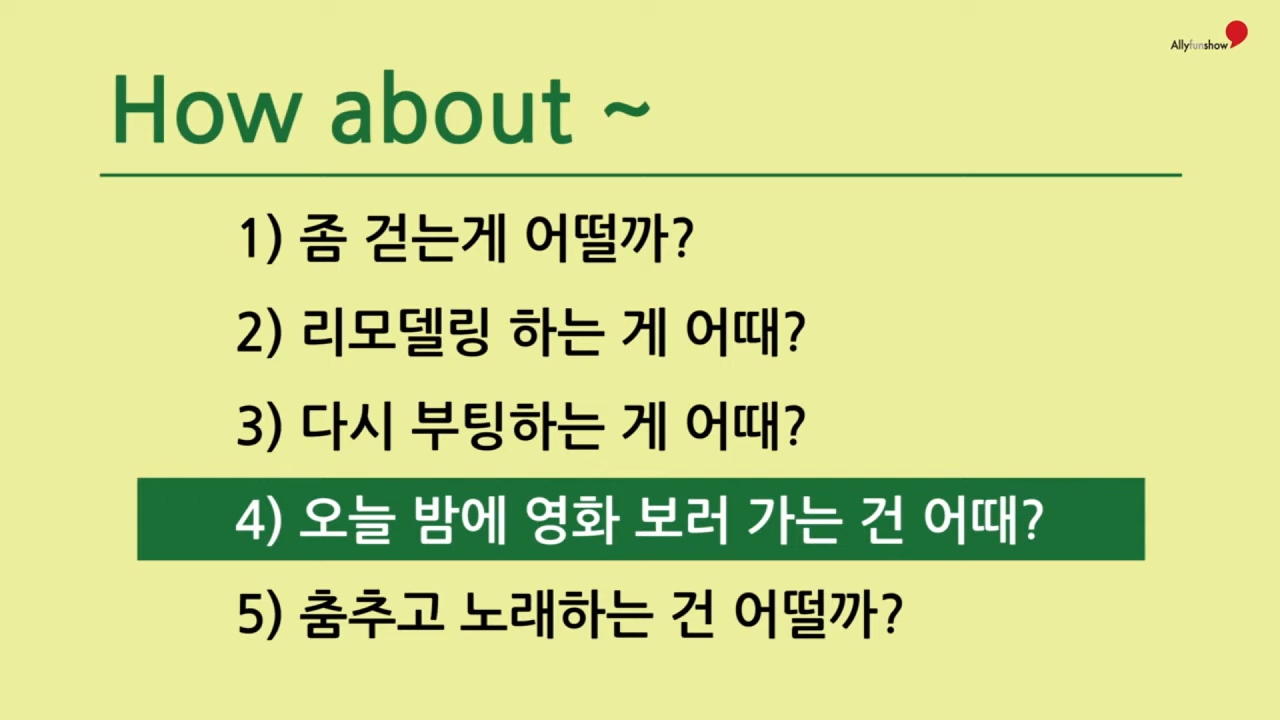 Allyfunshow
How about ~
1) 좀 걷는게 어떨까?
2) 리모델링 하는 게 어때?
3) 다시 부팅하는 게 어때?
4) 오늘 밤에 영화 보러 가는 건 어때?
5) 춤추고 노래하는 건 어떨까?